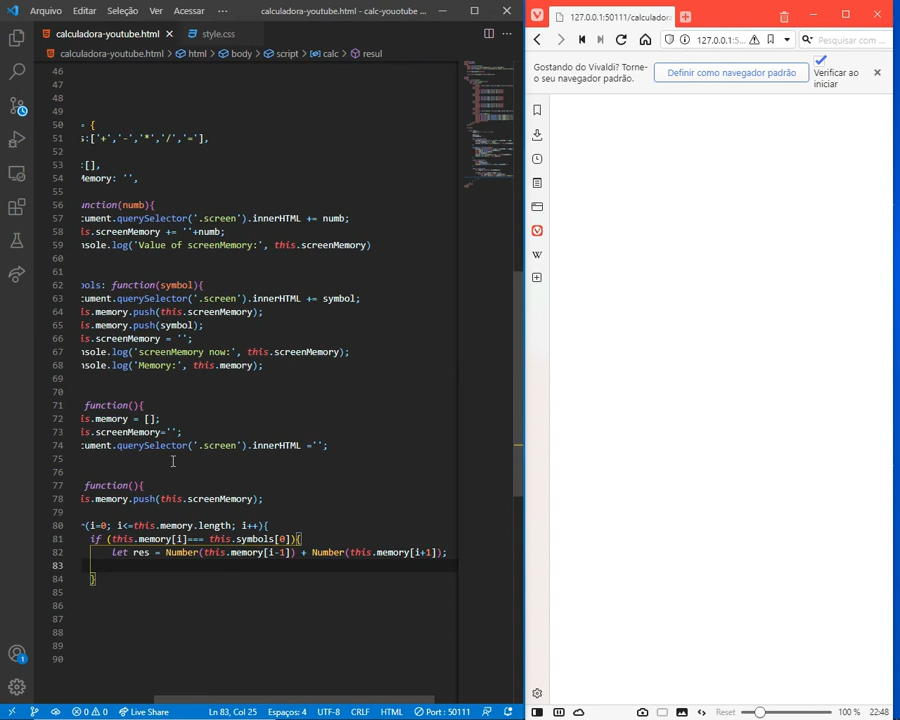 Arquivo Editar Seleção Ver Acessar ··· calculadora-youtube.html - calc-youotube ...
calculadora-youtube.html style.css
calculadora-youtube.html > html > body > script > calc > resul
46
47
48
49
50 = {
51 s:['+','-','*','/','='],
52
53 :[],
54 Memory: '',
55
56 unction(numb){
57 cument.querySelector('.screen').innerHTML += numb;
58 is.screenMemory += ''+numb;
59 nsole.log('Value of screenMemory:', this.screenMemory)
60
61
62 ools: function(symbol){
63 cument.querySelector('.screen').innerHTML += symbol;
64 is.memory.push(this.screenMemory);
65 is.memory.push(symbol);
66 is.screenMemory = '';
67 nsole.log('screenMemory now:', this.screenMemory);
68 nsole.log('Memory:', this.memory);
69
70
71 function(){
72 is.memory = [];
73 is.screenMemory='';
74 cument.querySelector('.screen').innerHTML ='';
75
76
77 function(){
78 is.memory.push(this.screenMemory);
79
80 (i=0; i<=this.memory.length; i++){
81 if (this.memory[i]=== this.symbols[0]){
82 let res = Number(this.memory[i-1]) + Number(this.memory[i+1]);
83
84 }
85
86
87
88
89
90
0 0 Live Share Ln 83, Col 25 Espaços: 4 UTF-8 CRLF HTML Port : 50111
127.0.0.1:50111/calculadora
127.0.0.1:5... Pesquisar com ...
Gostando do Vivaldi? Torne-
o seu navegador padrão.
Definir como navegador padrão
Verificar ao
iniciar
Reset 100 % 22:48